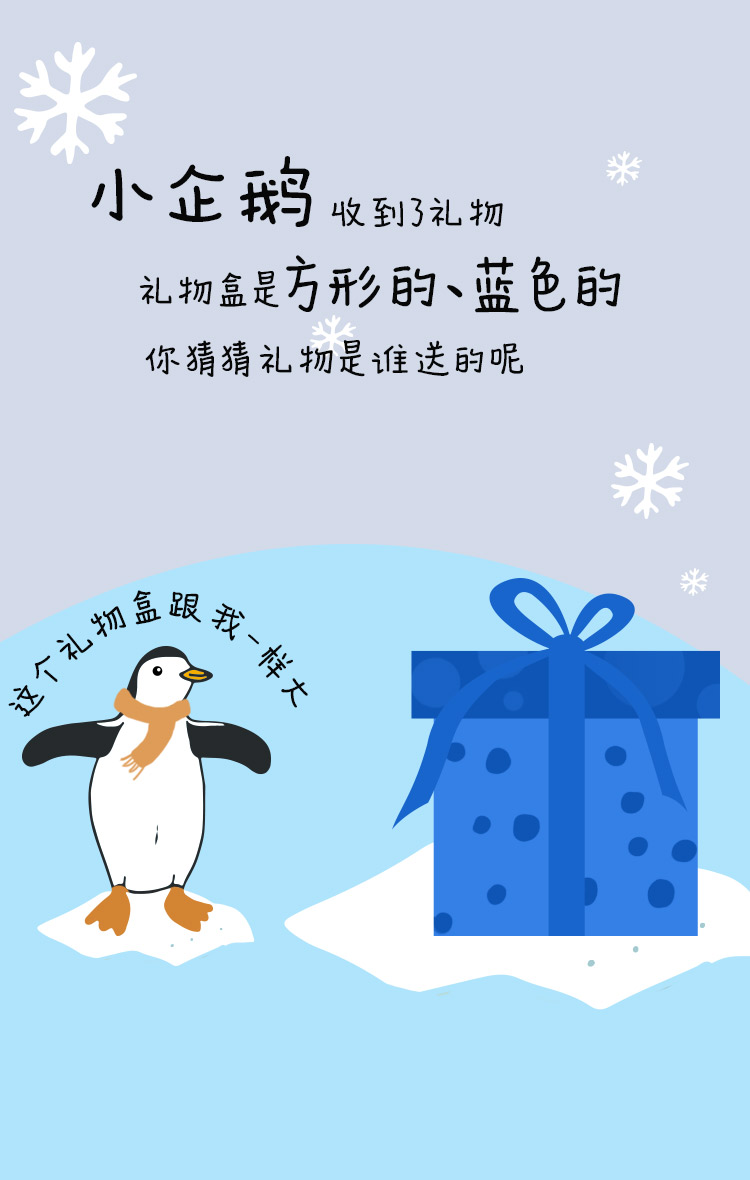 小企鹅收到了礼物
礼物盒是方形的、蓝色的
你猜猜礼物是谁送的呢
这个礼物盒跟我一样大